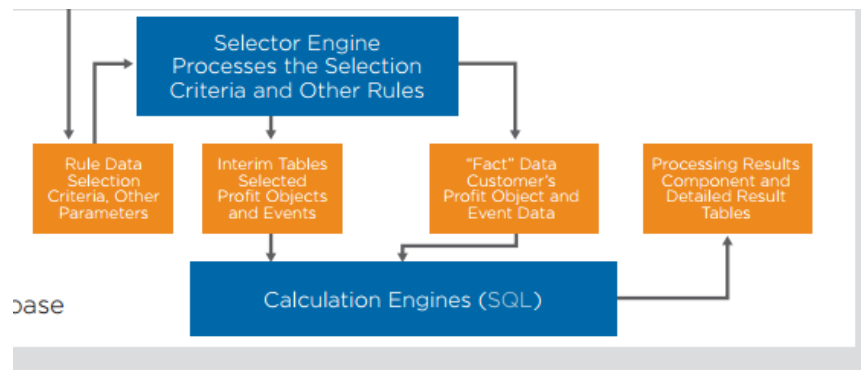 Selector Engine
Processes the Selection
Criteria and Other Rules
Rule Data
Selection
Criteria, Other
Parameters
Interim Tables
Selected
Profit Objects
and Events
“Fact” Data
Customer’s
Profit Object and
Event Data
Processing Results
Component and
Detailed Result
Tables
Calculation Engines (SQL)